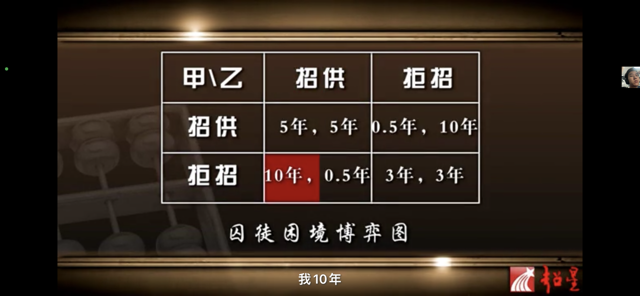 甲\乙 招供 拒招
招供 5年，5年 0.5年，10年
拒招 10年，0.5年 3年，3年
囚徒困境博弈图
我10年